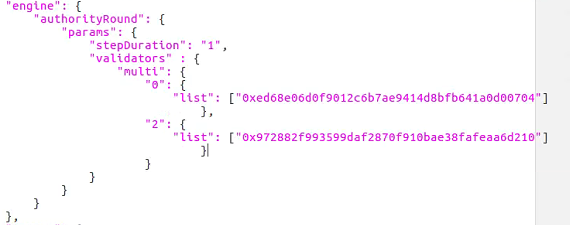 "engine": {
"authorityRound": {
"params": {
"stepDuration": "1",
"validators" : {
"multi": {
"0": {
"list": ["0xed68e06d0f9012c6b7ae9414d8bfb641a0d00704"]
},
"2": {
"list": ["0x972882f993599daf2870f910bae38fafeaa6d210"]
}
}
}
}
}
},